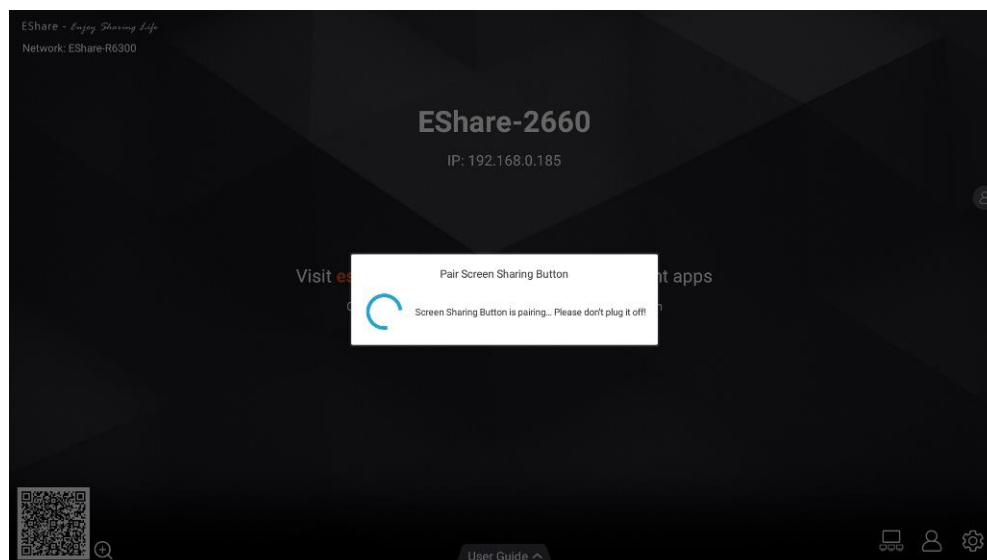 EShare - Enjoy Sharing Life
Network: EShare-R6300
EShare-2660
IP: 192.168.0.185
Visit
apps
Pair Screen Sharing Button
Screen Sharing Button is pairing... Please don't plug it off!
User Guide